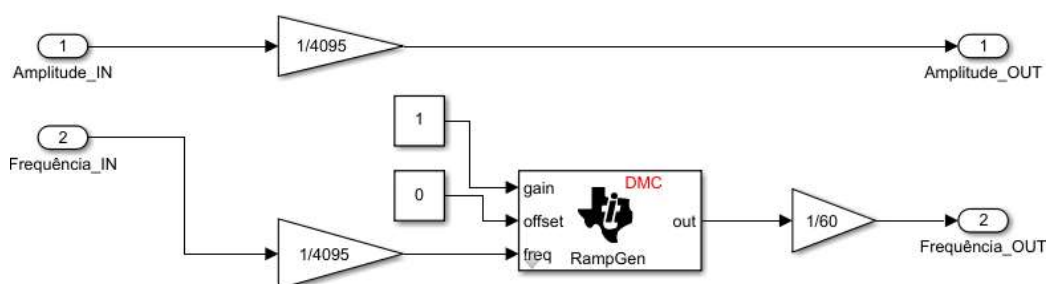 1
1/4095
1
Amplitude_IN
Amplitude_OUT
1
2
Frequência_IN
DMC
gain
0
offset
out
1/60
2
1/4095
freq
RampGen
Frequência_OUT